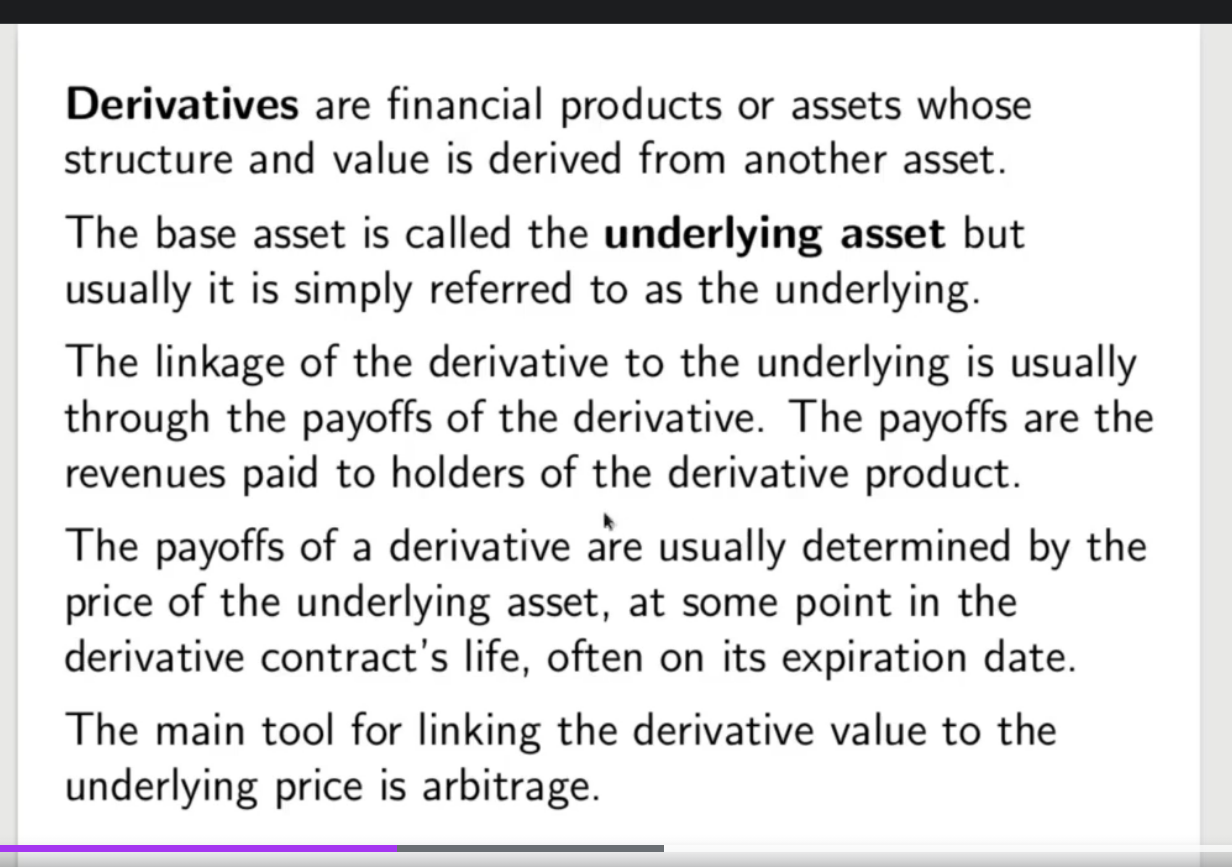 Derivatives are financial products or assets whose
structure and value is derived from another asset.
The base asset is called the underlying asset but
usually it is simply referred to as the underlying.
The linkage of the derivative to the underlying is usually
through the payoffs of the derivative. The payoffs are the
revenues paid to holders of the derivative product.
The payoffs of a derivative are usually determined by the
price of the underlying asset, at some point in the
derivative contract's life, often on its expiration date.
The main tool for linking the derivative value to the
underlying price is arbitrage.